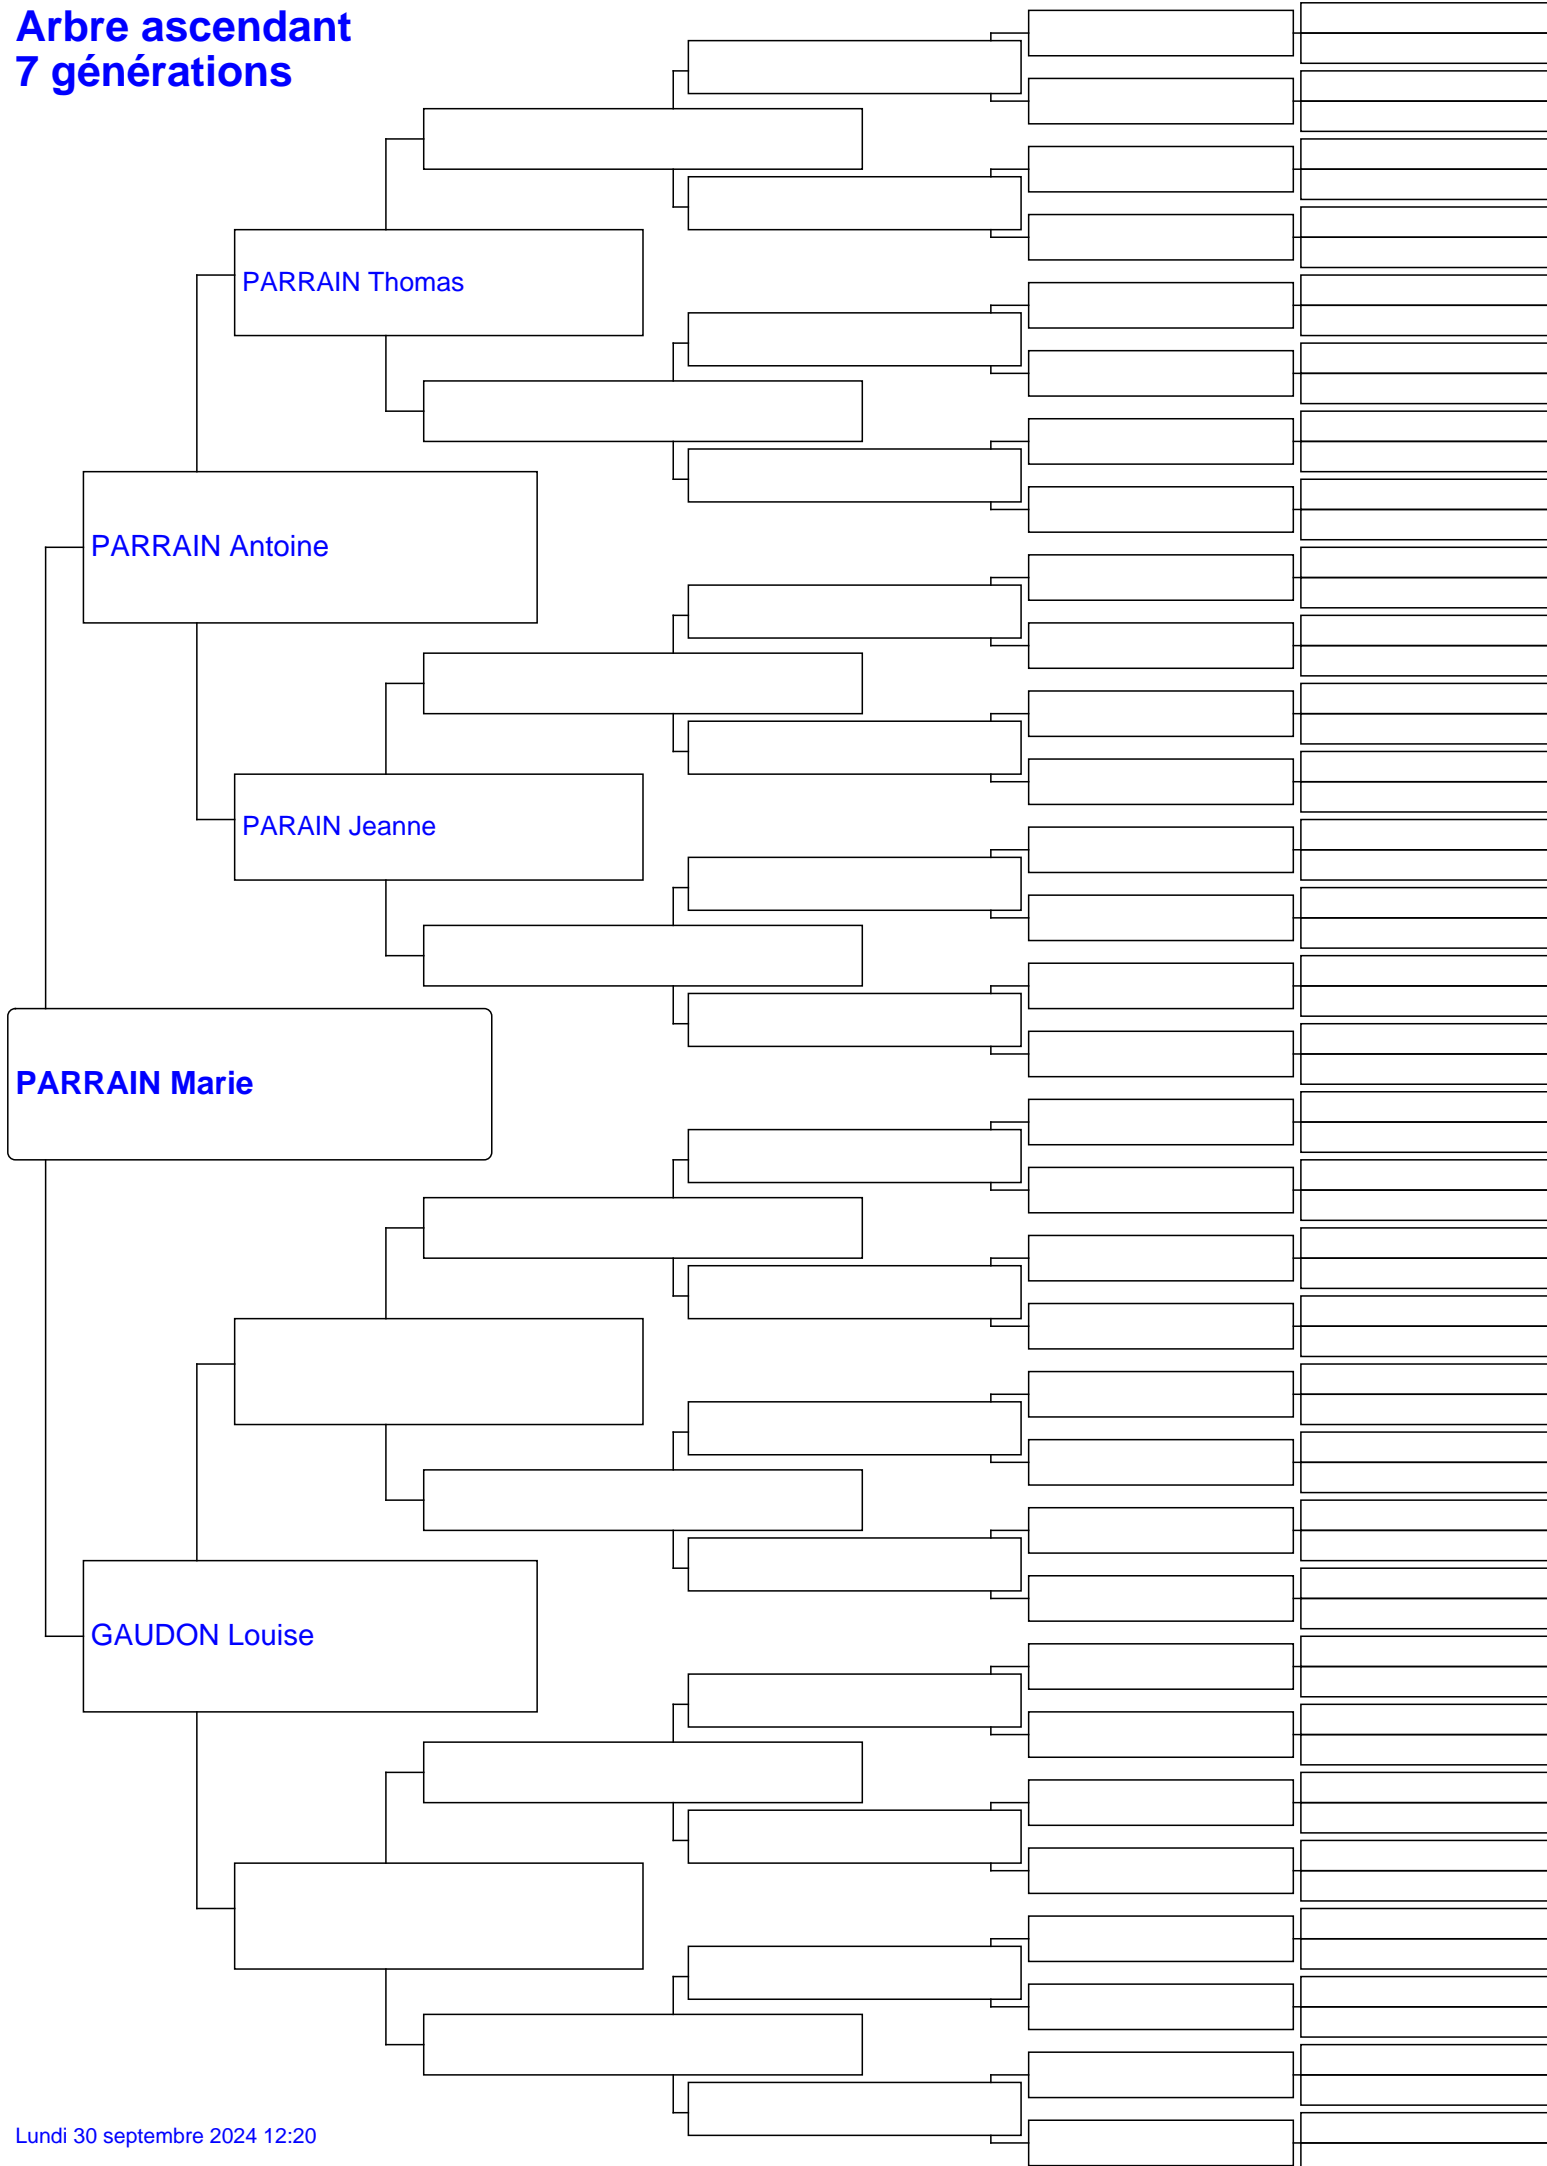 Arbre ascendant
7 générations
PARRAIN Thomas
PARRAIN Antoine
PARAIN Jeanne
PARRAIN Marie
GAUDON Louise
Lundi 30 septembre 2024 12:20